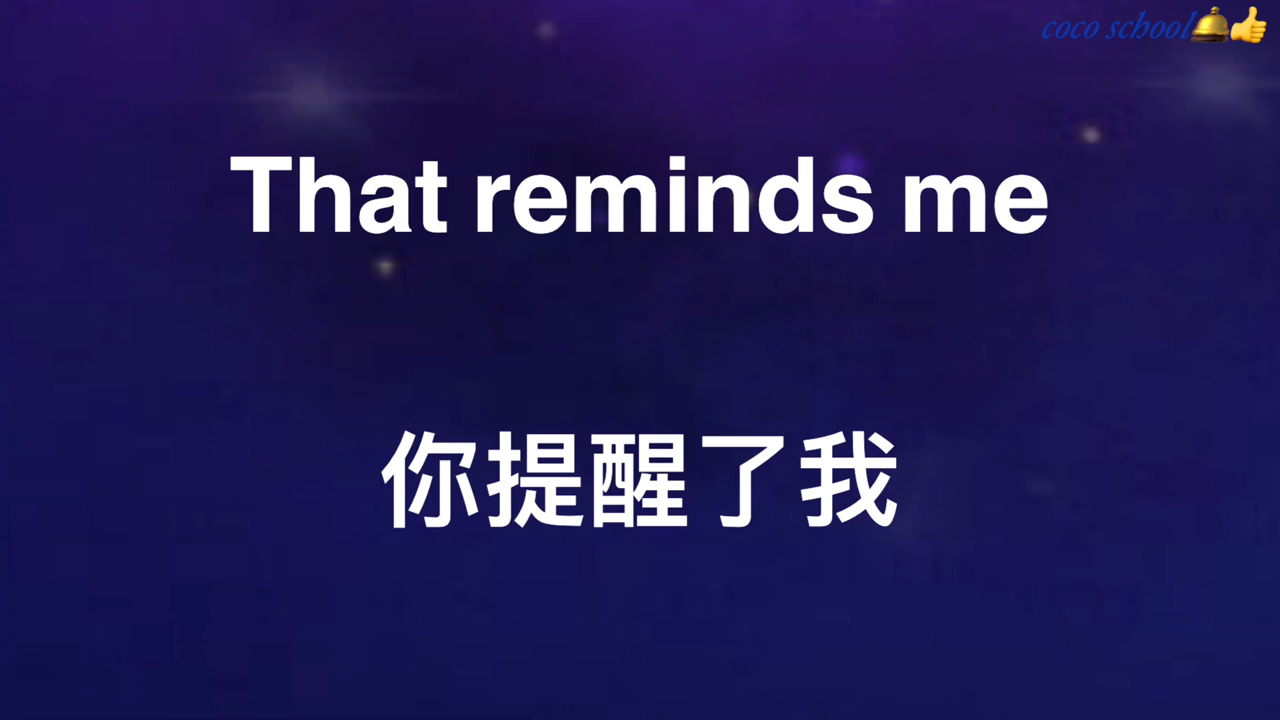 coco school🛎️👍
That reminds me
你提醒了我